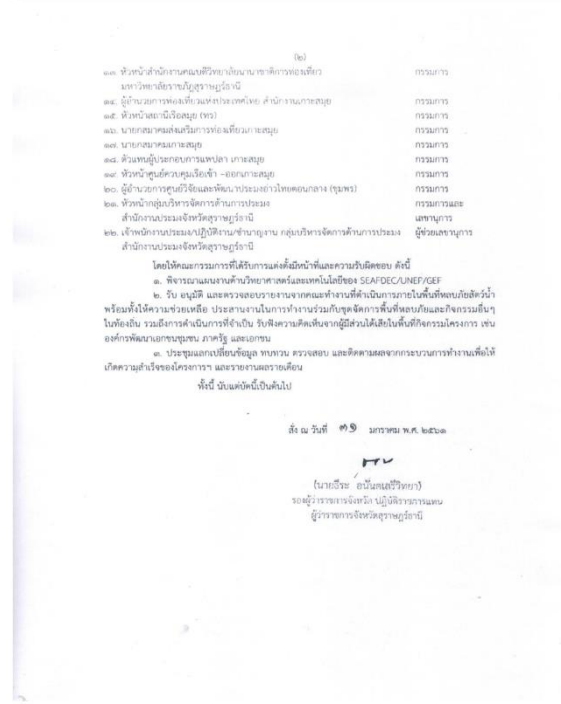 (๒)
๑๓. หัวหน้าสำนักงานคณบดีวิทยาลัยนานาชาติการท่องเที่ยว กรรมการ
มหาวิทยาลัยราชภัฏสุราษฎร์ธานี
๑๔. ผู้อำนวยการท่องเที่ยวแห่งประเทศไทย สำนักงานเกาะสมุย กรรมการ
๑๕. หัวหน้าสถานีเรือสมุย (ทร) กรรมการ
๑๖. นายกสมาคมส่งเสริมการท่องเที่ยวเกาะสมุย กรรมการ
๑๗. นายกสมาคมเกาะสมุย กรรมการ
๑๘. ตัวแทนผู้ประกอบการแพปลา เกาะสมุย กรรมการ
๑๙. หัวหน้าศูนย์ควบคุมเรือเข้า –ออกเกาะสมุย กรรมการ
๒๐. ผู้อำนวยการศูนย์วิจัยและพัฒนาประมงอ่าวไทยตอนกลาง (ชุมพร) กรรมการ
๒๑. หัวหน้ากลุ่มบริหารจัดการด้านการประมง กรรมการและ
สำนักงานประมงจังหวัดสุราษฎร์ธานี เลขานุการ
๒๒. เจ้าพนักงานประมง/ปฏิบัติงาน/ชำนาญงาน กลุ่มบริหารจัดการด้านการประมง ผู้ช่วยเลขานุการ
สำนักงานประมงจังหวัดสุราษฎร์ธานี
โดยให้คณะกรรมการที่ได้รับการแต่งตั้งมีหน้าที่และความรับผิดชอบ ดังนี้
๑. พิจารณาแผนงานด้านวิทยาศาสตร์และเทคโนโลยีของ SEAFDEC/UNEP/GEF
๒. รับ อนุมัติ และตรวจสอบรายงานจากคณะทำงานที่ดำเนินการภายในพื้นที่หลบภัยสัตว์น้ำ
พร้อมทั้งให้ความช่วยเหลือ ประสานงานในการทำงานร่วมกับชุดจัดการพื้นที่หลบภัยและกิจกรรมอื่นๆ
ในท้องถิ่น รวมถึงการดำเนินการที่จำเป็น รับฟังความคิดเห็นจากผู้มีส่วนได้เสียในพื้นที่กิจกรรมโครงการ เช่น
องค์กรพัฒนาเอกชนชุมชน ภาครัฐ และเอกชน
๓. ประชุมแลกเปลี่ยนข้อมูล ทบทวน ตรวจสอบ และติดตามผลจากกระบวนการทำงานเพื่อให้
เกิดความสำเร็จของโครงการฯ และรายงานผลรายเดือน
ทั้งนี้ นับแต่บัดนี้เป็นต้นไป
สั่ง ณ วันที่ ๓๑ มกราคม พ.ศ. ๒๕๖๑
(นายธีระ อนันตเสรีวิทยา)
รองผู้ว่าราชการจังหวัด ปฏิบัติราชการแทน
ผู้ว่าราชการจังหวัดสุราษฎร์ธานี